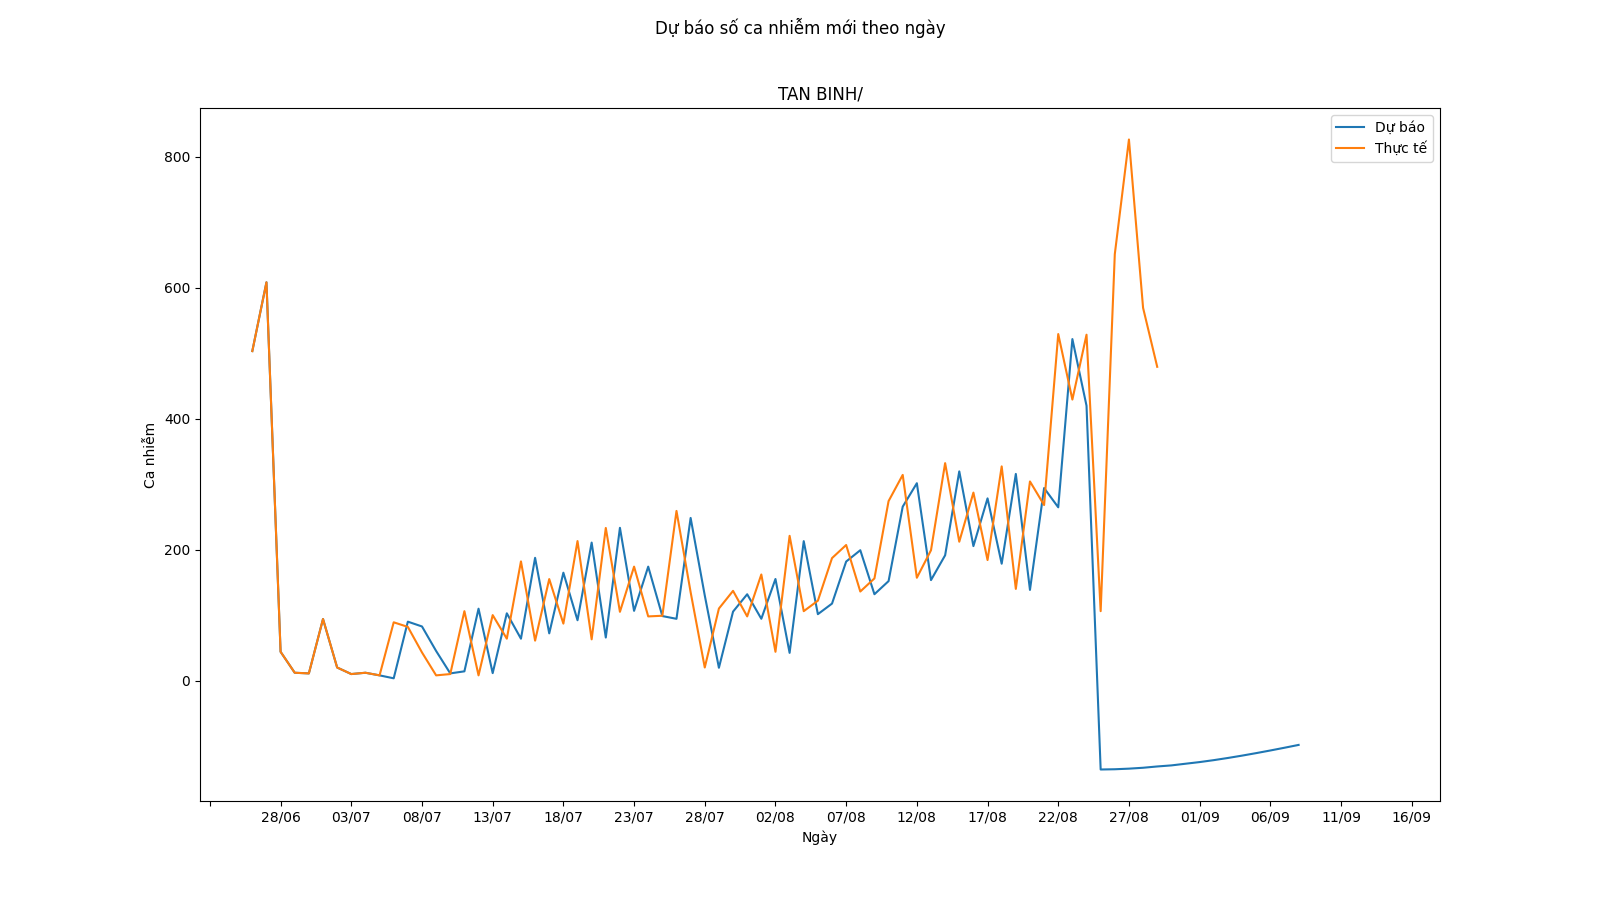 Dự báo số ca nhiễm mới theo ngày
TAN BINH/
Dự báo
Thực tế
800
600
400
200
0
Ca nhiễm
28/06 03/07 08/07 13/07 18/07 23/07 28/07 02/08 07/08 12/08 17/08 22/08 27/08 01/09 06/09 11/09 16/09
Ngày